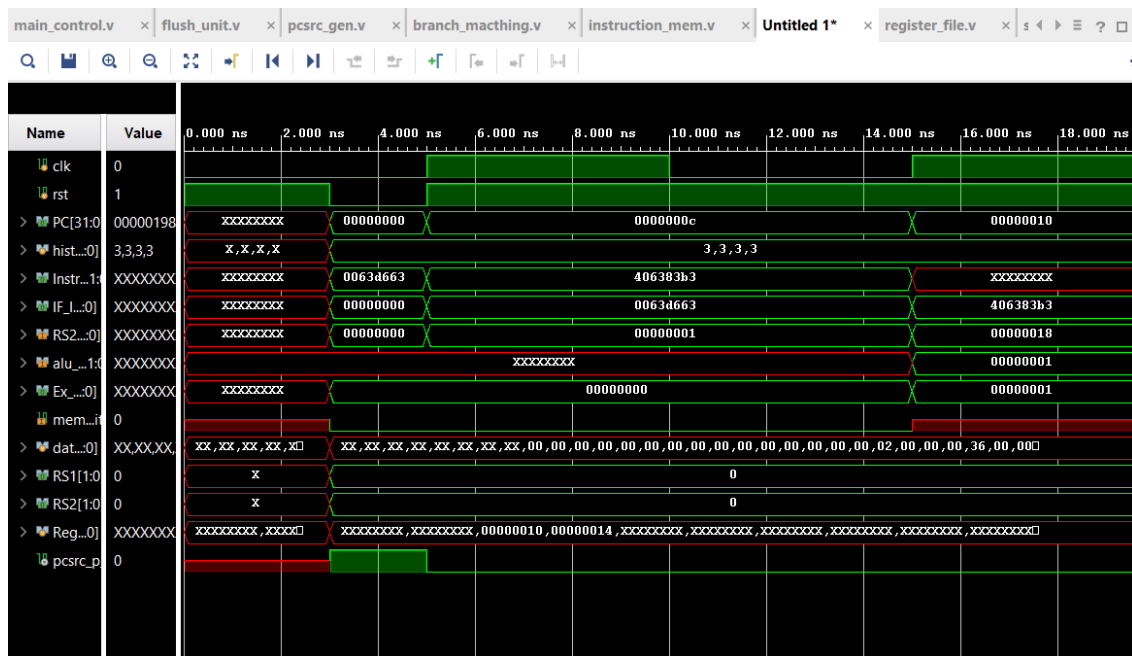 main_control.v × flush_unit.v × pcsrc_gen.v × branch_macthing.v × instruction_mem.v × Untitled 1* × register_file.v × s ?
Name Value 0.000 ns 2.000 ns 4.000 ns 6.000 ns 8.000 ns 10.000 ns 12.000 ns 14.000 ns 16.000 ns 18.000 ns
clk 0
rst 1
PC[31:0 00000198 XXXXXXXX 00000000 0000000c 00000010
hist...:0] 3,3,3,3 X,X,X,X 3,3,3,3
Instr...1:( XXXXXXX XXXXXXXX 0063d663 406383b3 XXXXXXXX
IF_I...:0] XXXXXXX XXXXXXXX 00000000 0063d663 406383b3
RS2...:0] XXXXXXX XXXXXXXX 00000000 00000001 00000018
alu_...1:0 XXXXXXX XXXXXXXX 00000001
Ex_...:0] XXXXXXX XXXXXXXX 00000000 00000001
mem...it 0
dat...:0] XX,XX,XX, XX,XX,XX,XX,X XX,XX,XX,XX,XX,XX,XX,XX,00,00,00,00,00,00,00,00,00,00,00,00,00,00,02,00,00,00,36,00,00
RS1[1:0 0 X 0
RS2[1:0 0 X 0
Reg...0] XXXXXXX XXXXXXXX,XXXX XXXXXXXX,XXXXXXXX,00000010,00000014,XXXXXXXX,XXXXXXXX,XXXXXXXX,XXXXXXXX,XXXXXXXX
pcsrc_p 0